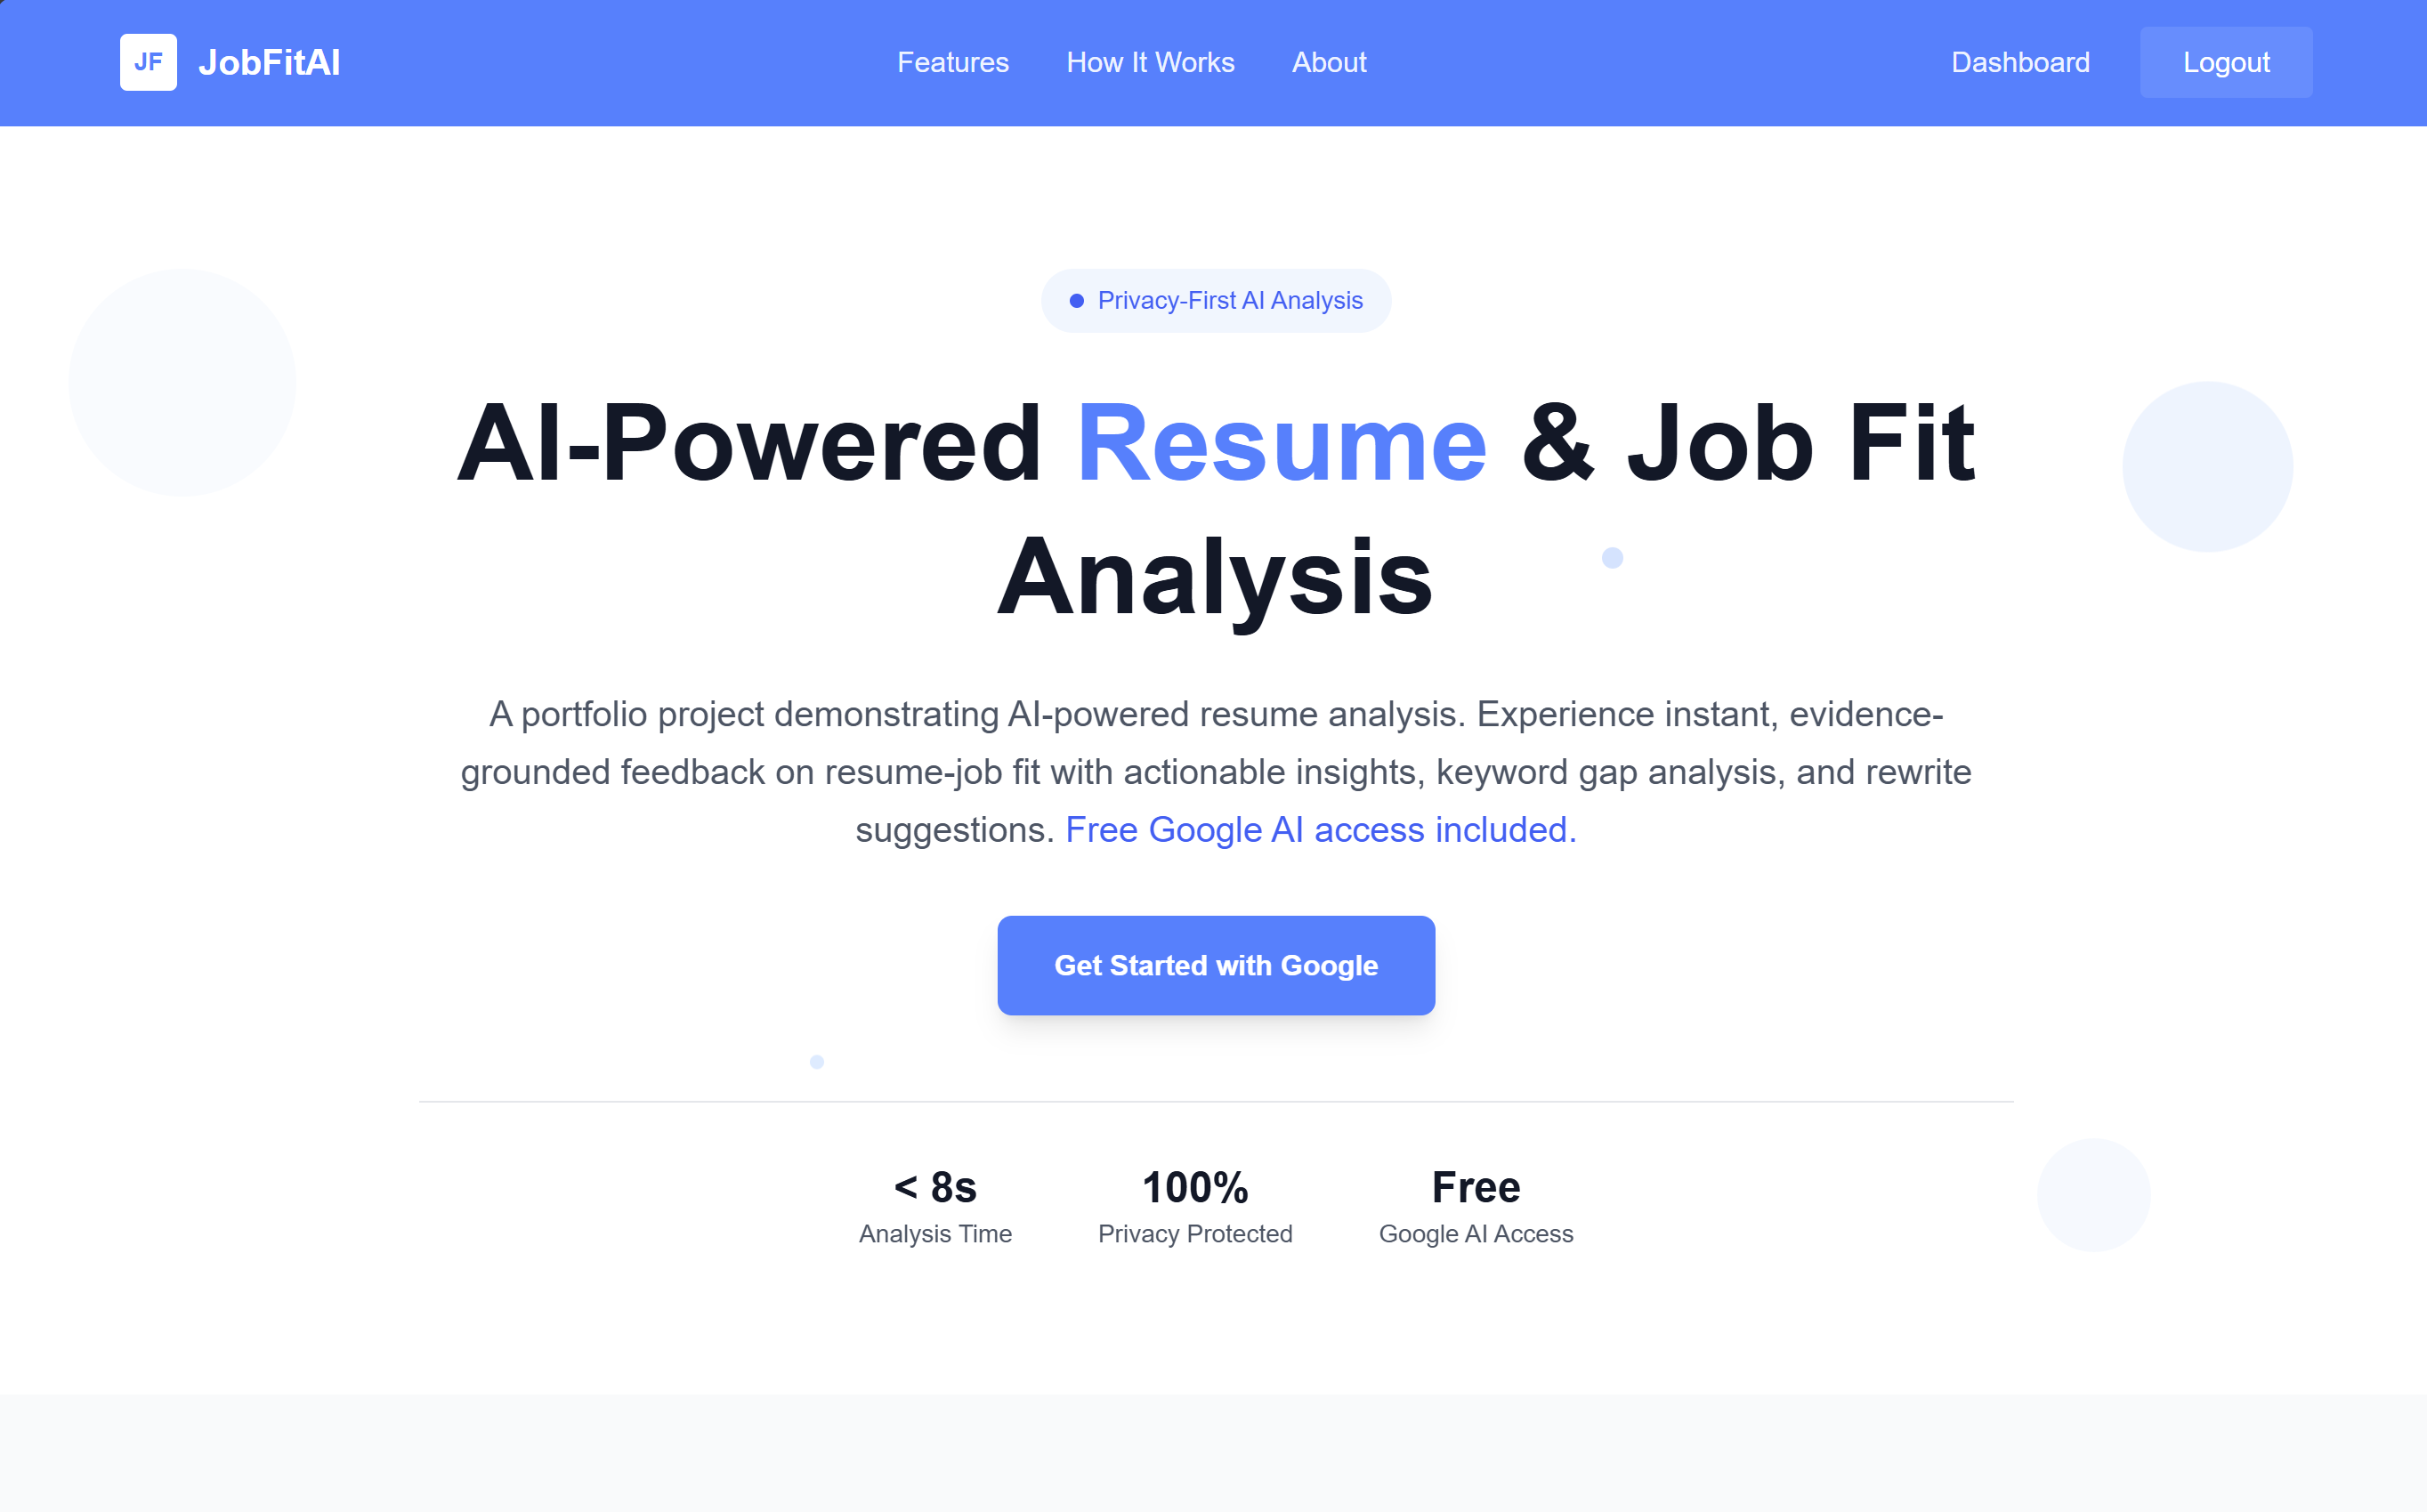 JF JobFitAI Features How It Works About Dashboard Logout
Privacy-First AI Analysis
AI-Powered Resume & Job Fit
Analysis
A portfolio project demonstrating AI-powered resume analysis. Experience instant, evidence-
grounded feedback on resume-job fit with actionable insights, keyword gap analysis, and rewrite
suggestions. Free Google AI access included.
Get Started with Google
< 8s 100% Free
Analysis Time Privacy Protected Google AI Access